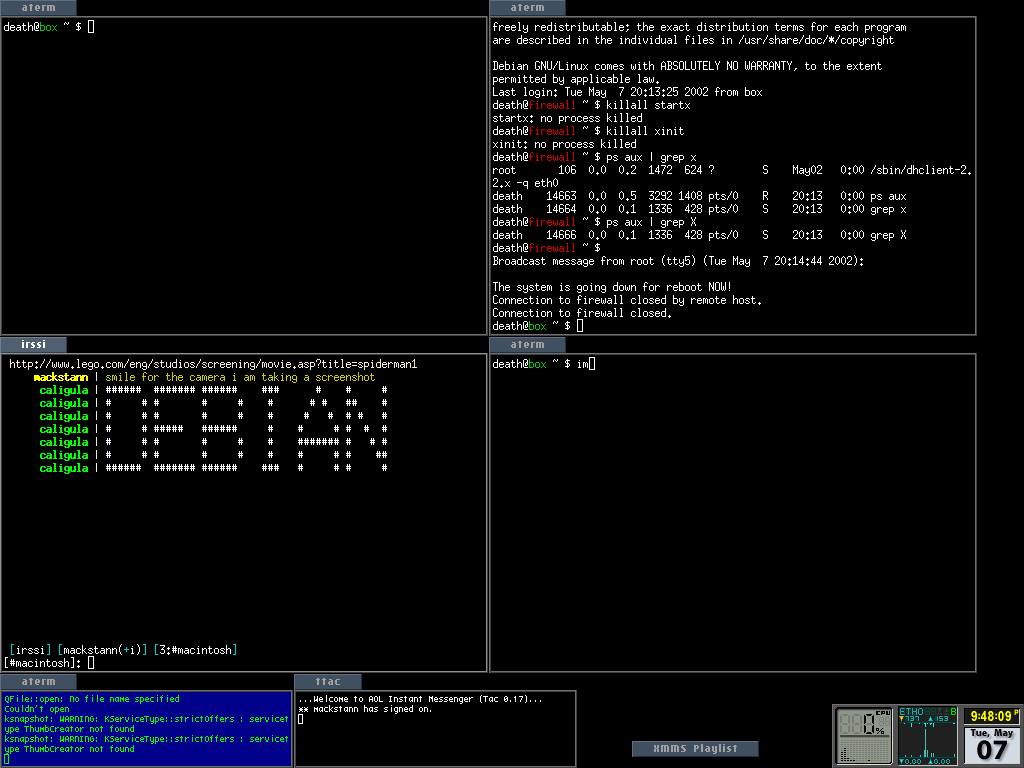 aterm
death@box ~ $
aterm
freely redistributable; the exact distribution terms for each program
are described in the individual files in /usr/share/doc/*/copyright
Debian GNU/Linux comes with ABSOLUTELY NO WARRANTY, to the extent
permitted by applicable law.
Last login: Tue May  7 20:13:25 2002 from box
death@firewall ~ $ killall startx
startx: no process killed
death@firewall ~ $ killall xinit
xinit: no process killed
death@firewall ~ $ ps aux | grep x
root       106  0.0  0.2  1472  624 ?        S    May02   0:00 /sbin/dhclient-2.
2.x -q eth0
death    14663  0.0  0.5  3292 1408 pts/0    R    20:13   0:00 ps aux
death    14664  0.0  0.1  1336  428 pts/0    S    20:13   0:00 grep x
death@firewall ~ $ ps aux | grep X
death    14666  0.0  0.1  1336  428 pts/0    S    20:13   0:00 grep X
death@firewall ~ $
Broadcast message from root (tty5) (Tue May  7 20:14:44 2002):
The system is going down for reboot NOW!
Connection to firewall closed by remote host.
Connection to firewall closed.
death@box ~ $
irssi
http://www.lego.com/eng/studios/screening/movie.asp?title=spiderman1
mackstann | smile for the camera i am taking a screenshot
caligula | ###### ####### ######    ###      #    #     #
caligula | #     # #       #     #    #      # #   ##    #
caligula | #     # #       #     #    #     #   #  # #   #
caligula | #     # #####   ######     #    #     # #  #  #
caligula | #     # #       #     #    #    ####### #   # #
caligula | #     # #       #     #    #    #     # #    ##
caligula | ###### ####### ######    ###   #     # #     #
[irssi] [mackstann(+i)] [3:#macintosh]
[#macintosh]:
aterm
death@box ~ $ im
aterm
QFile::open: No file name specified
Couldn't open
ksnapshot: WARNING: KServiceType::strictOffers : servicet
ype ThumbCreator not found
ksnapshot: WARNING: KServiceType::strictOffers : servicet
ype ThumbCreator not found
ttac
...Welcome to AOL Instant Messenger (Tac 0.17)...
** mackstann has signed on.
XMMS Playlist
CPU
0%
ETH0
737 153
0.00 0.00
9:48:09 P
Tue, May
07